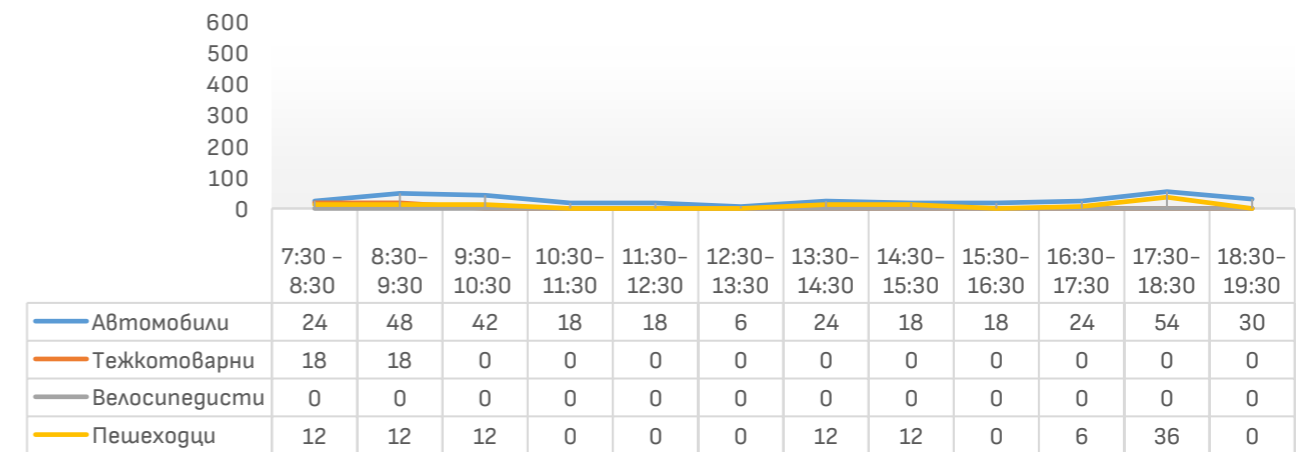 600
500
400
300
200
100
0
7:30 – 8:30–9:30–10:30–11:30–12:30–13:30–14:30–15:30–16:30–17:30–18:30–
8:30 9:30 10:30 11:30 12:30 13:30 14:30 15:30 16:30 17:30 18:30 19:30
Автомобили 24 48 42 18 18 6 24 18 18 24 54 30
Тежкотоварни 18 18 0 0 0 0 0 0 0 0 0 0
Велосипедисти 0 0 0 0 0 0 0 0 0 0 0 0
Пешеходци 12 12 12 0 0 0 12 12 0 6 36 0